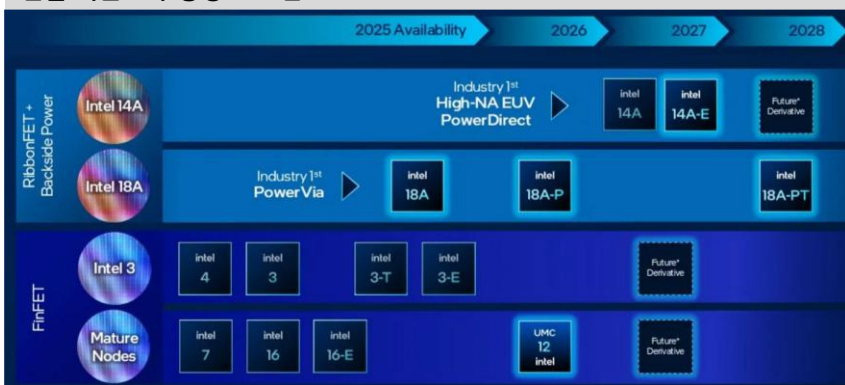 2025 Availability
2026
2027
2028
RibbonFET +
Backside Power
Intel 14A
Industry 1st
High-NA EUV
PowerDirect
intel
14A
intel
14A-E
Future*
Derivative
Intel 18A
Industry 1st
PowerVia
intel
18A
intel
18A-P
intel
18A-PT
FinFET
Intel 3
intel
4
intel
3
intel
3-T
intel
3-E
Future*
Derivative
Mature
Nodes
intel
7
intel
16
intel
16-E
UMC
12
intel
Future*
Derivative